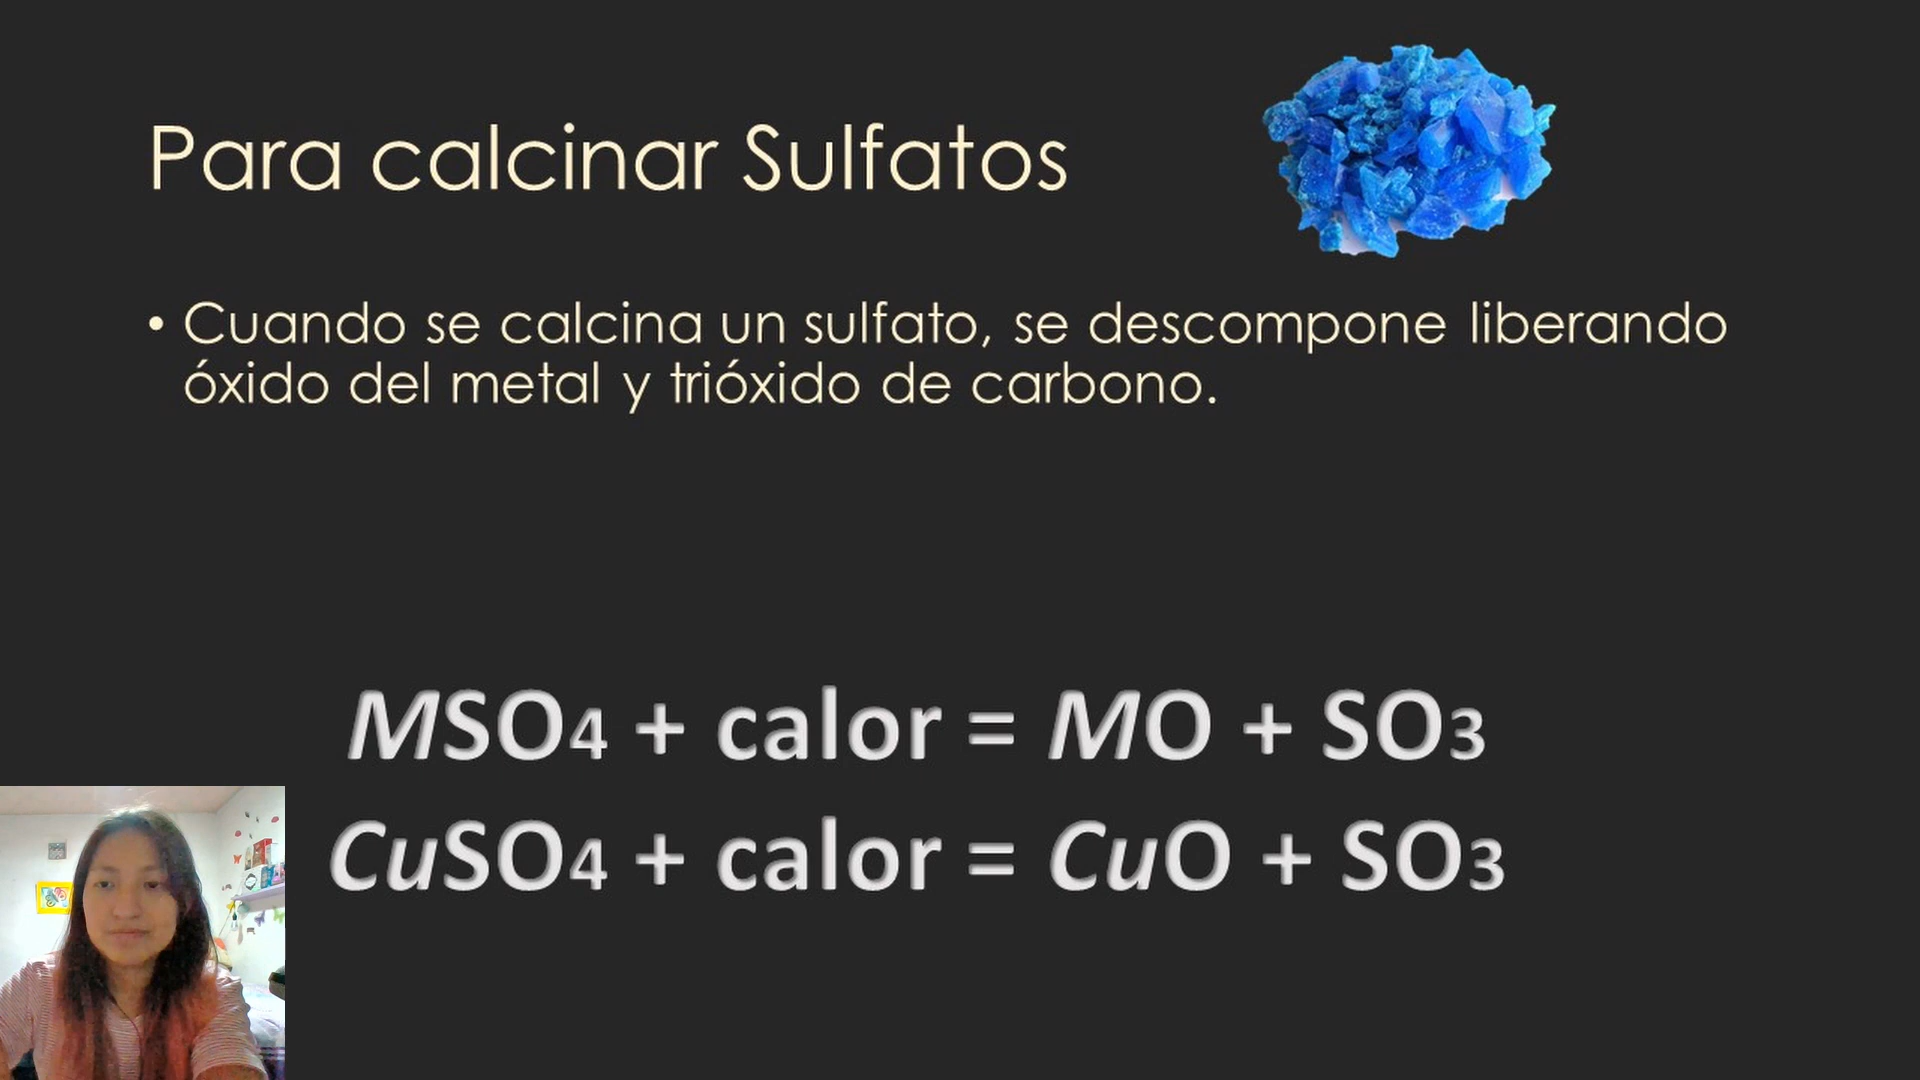 Para calcinar Sulfatos
• Cuando se calcina un sulfato, se descompone liberando
óxido del metal y trióxido de carbono.
MSO4 + calor = MO + SO3
CuSO4 + calor = CuO + SO3